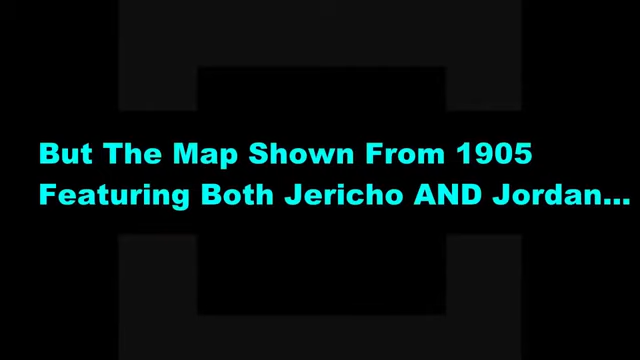 But The Map Shown From 1905
Featuring Both Jericho AND Jordan...